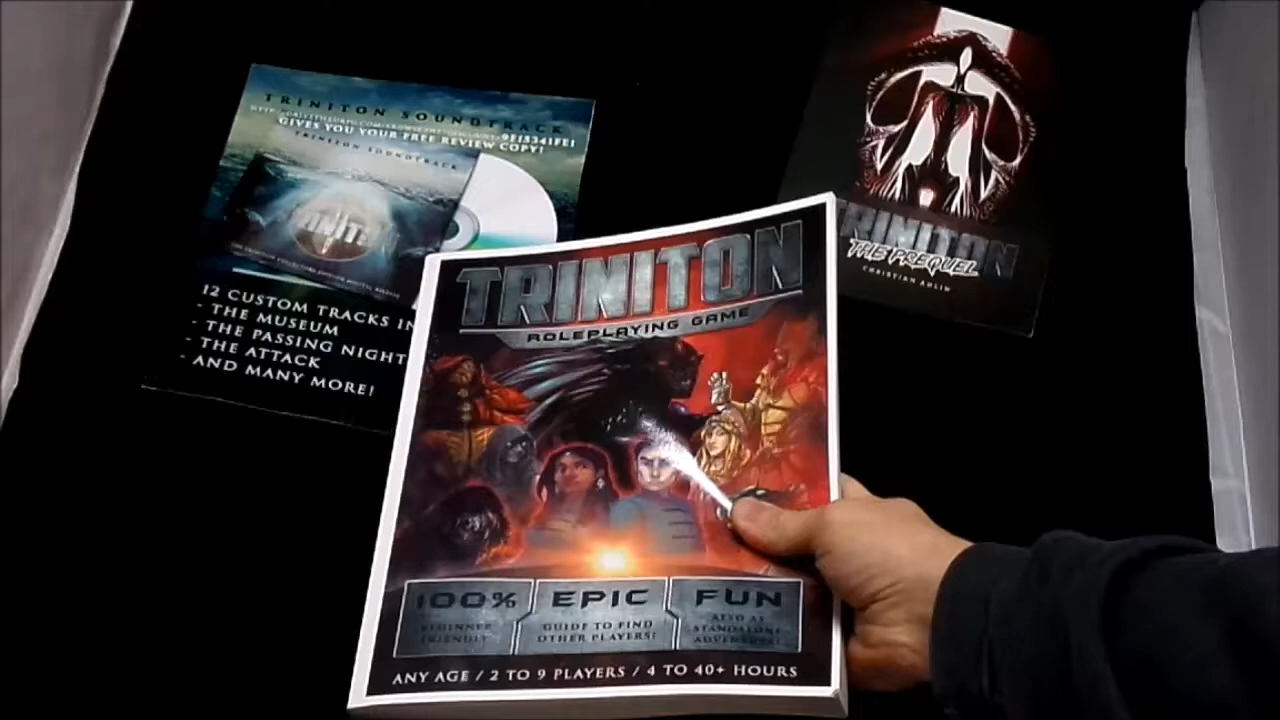 TRINITON SOUNDTRACK
GIVES YOU YOUR FREE REVIEW COPY!
TRINITON SOUNDTRACK
12 CUSTOM TRACKS IN
- THE MUSEUM
- THE PASSING NIGHT
- THE ATTACK
- AND MANY MORE!
TRINITON
THE PREQUEL
CHRISTIAN AHLIN
TRINITON
ROLEPLAYING GAME
100%
BEGINNER
FRIENDLY
EPIC
GUIDE TO FIND
OTHER PLAYERS!
FUN
ALSO AS
STANDALONE
ADVENTURE!
ANY AGE / 2 TO 9 PLAYERS / 4 TO 40+ HOURS